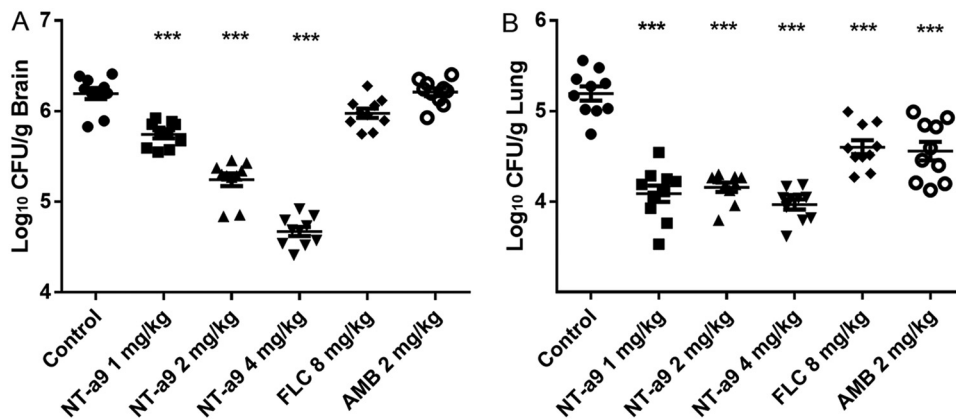 A
7
6
5
4
Log₁₀ CFU/g Brain
*** *** ***
Control
NT-a9 1 mg/kg
NT-a9 2 mg/kg
NT-a9 4 mg/kg
FLC 8 mg/kg
AMB 2 mg/kg
B
6
5
4
Log₁₀ CFU/g Lung
*** *** *** *** ***
Control
NT-a9 1 mg/kg
NT-a9 2 mg/kg
NT-a9 4 mg/kg
FLC 8 mg/kg
AMB 2 mg/kg